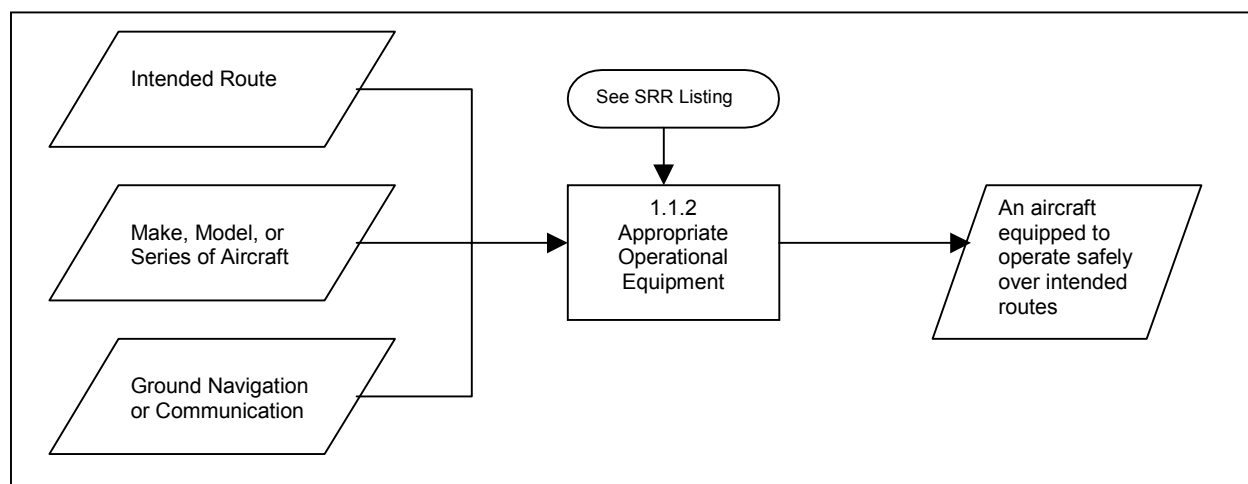 Intended Route
See SRR Listing
Make, Model, or
Series of Aircraft
1.1.2
Appropriate
Operational
Equipment
An aircraft
equipped to
operate safely
over intended
routes
Ground Navigation
or Communication